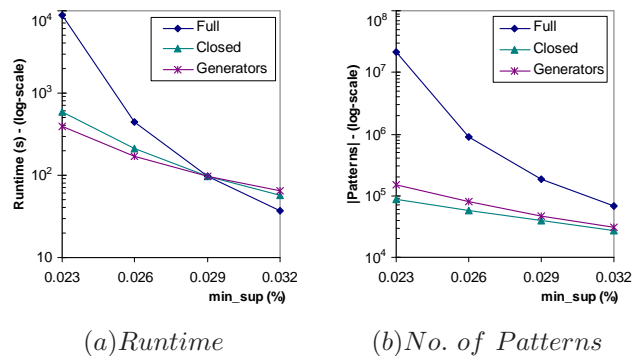 Runtime (s) - (log-scale)
10^4
10^3
10^2
10
0.023
0.026
0.029
0.032
min_sup (%)
Full
Closed
Generators
(a)Runtime
|Patterns| - (log-scale)
10^8
10^7
10^6
10^5
10^4
0.023
0.026
0.029
0.032
min_sup (%)
Full
Closed
Generators
(b)No. of Patterns